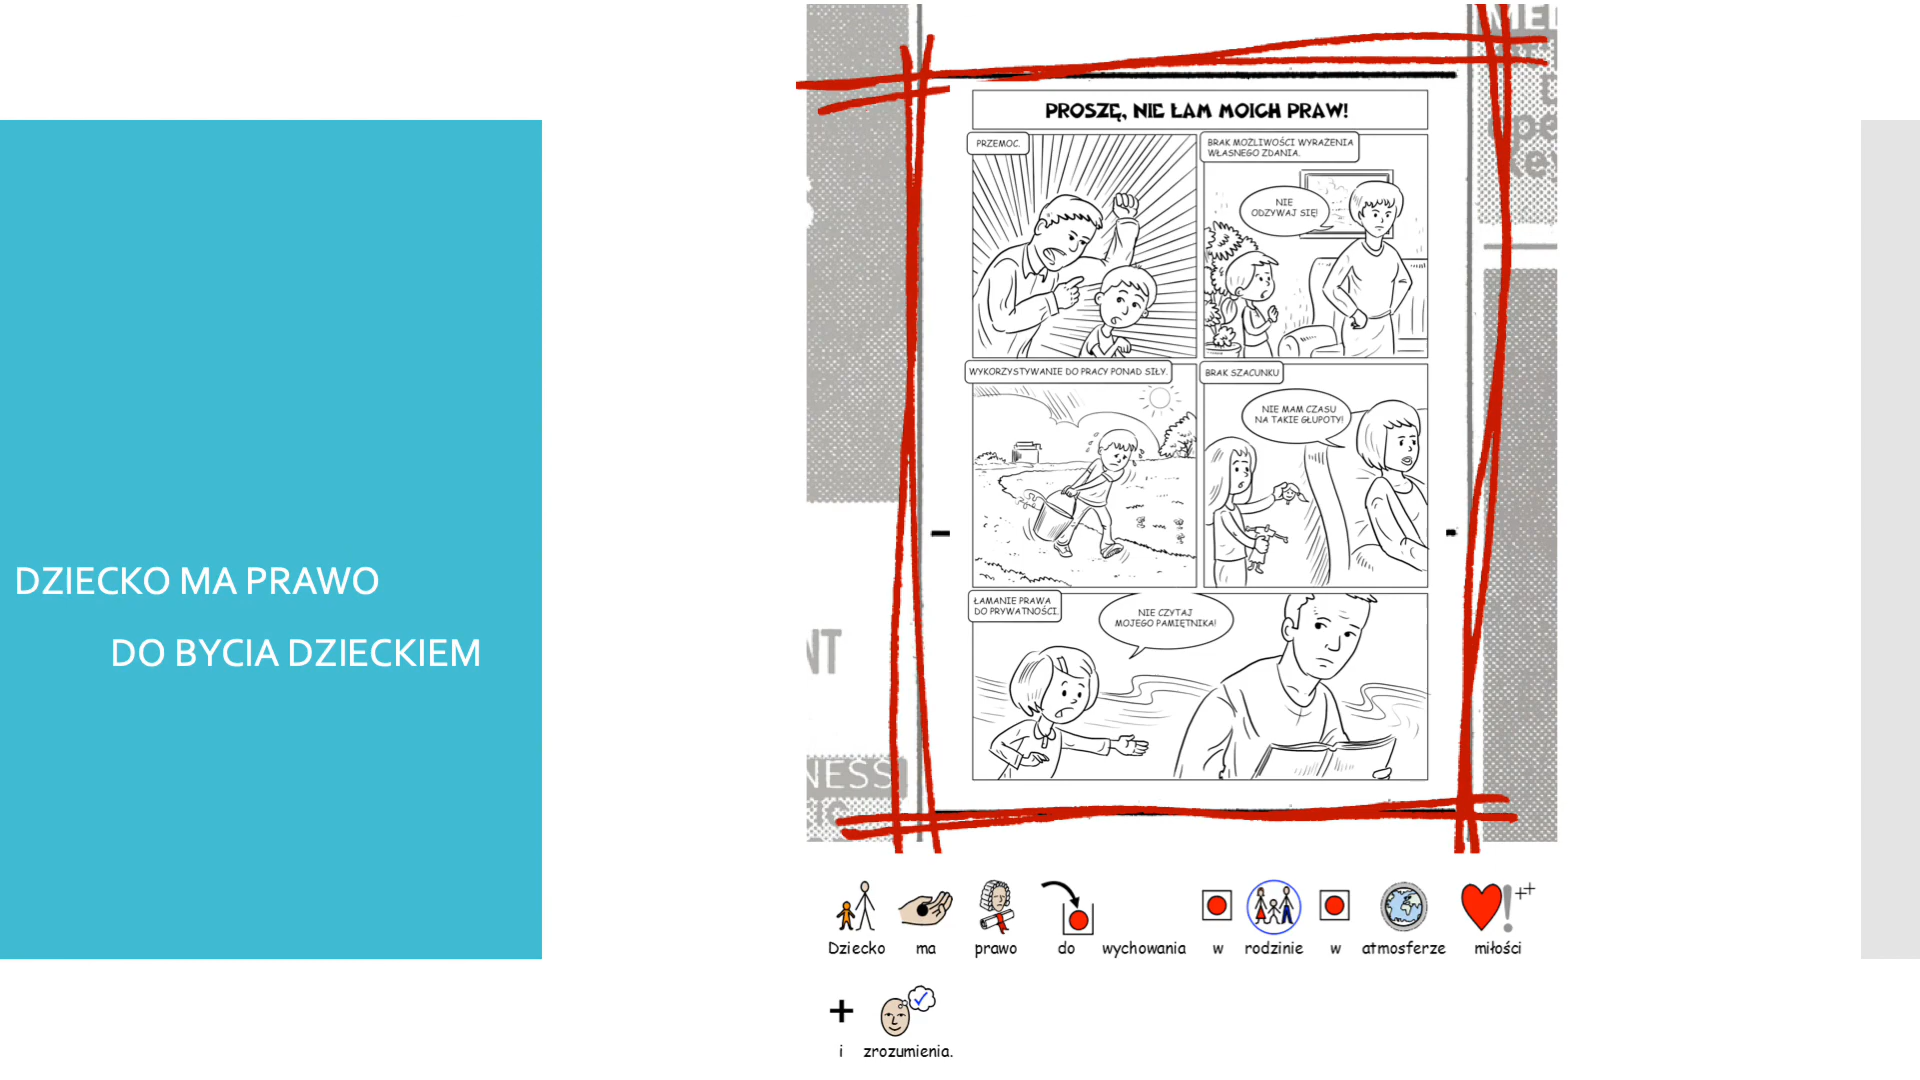 DZIECKO MA PRAWO
DO BYCIA DZIECKIEM
PROSZĘ, NIE ŁAM MOICH PRAW!
PRZEMOC.
BRAK MOŻLIWOŚCI WYRAŻENIA
WŁASNEGO ZDANIA.
NIE
ODZYWAJ SIĘ!
WYKORZYSTYWANIE DO PRACY PONAD SIŁY.
BRAK SZACUNKU
NIE MAM CZASU
NA TAKIE GŁUPOTY!
ŁAMANIE PRAWA
DO PRYWATNOŚCI.
NIE CZYTAJ
MOJEGO PAMIĘTNIKA!
NT
NESS
Dziecko ma prawo do wychowania w rodzinie w atmosferze miłości
i zrozumienia.